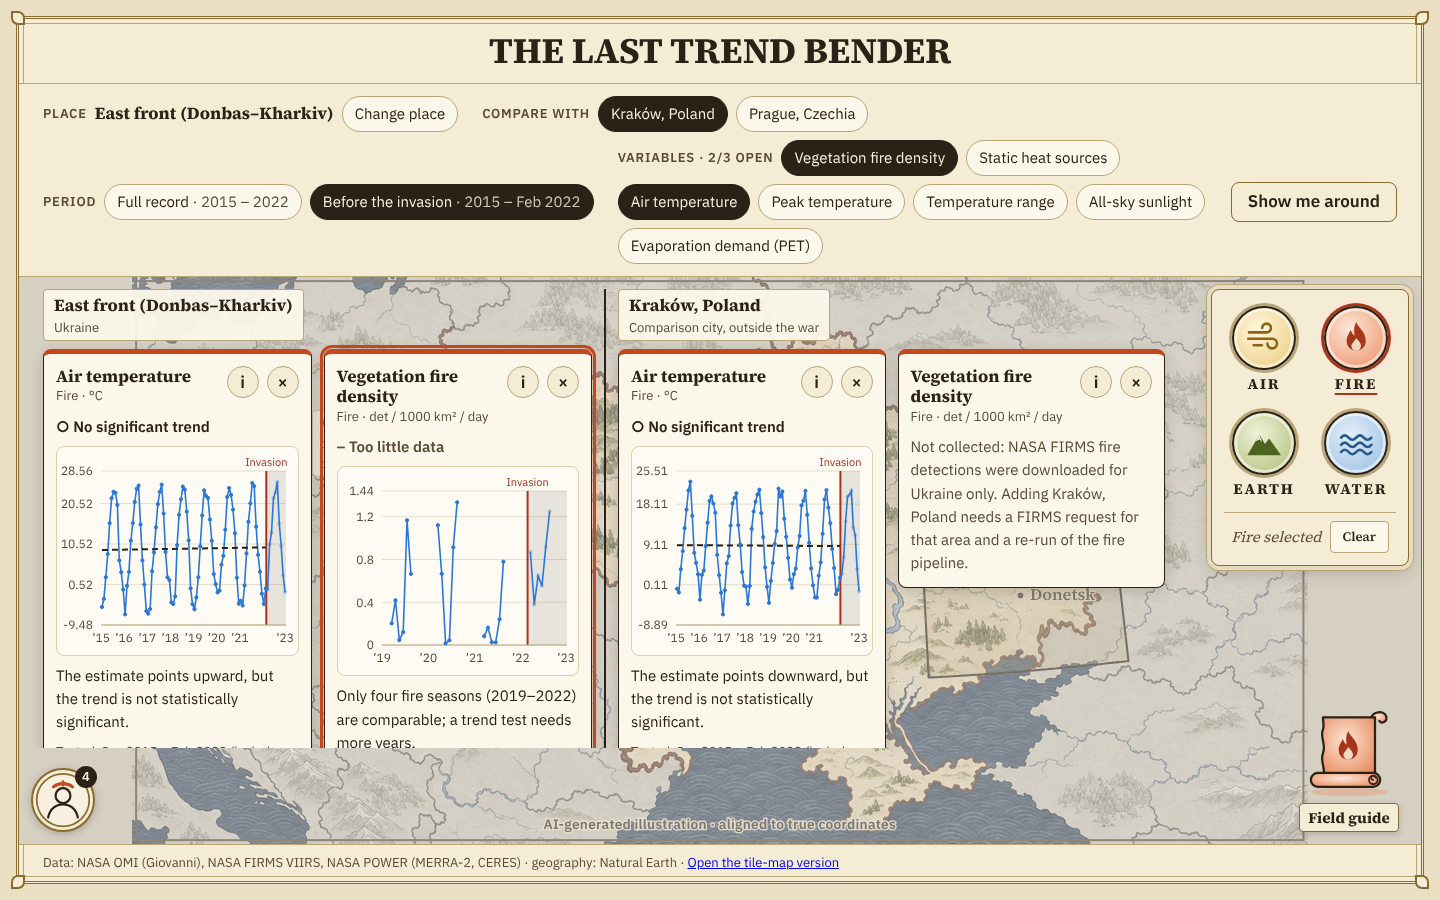 THE LAST TREND BENDER
PLACE East front (Donbas–Kharkiv) Change place COMPARE WITH Kraków, Poland Prague, Czechia
VARIABLES · 2/3 OPEN Vegetation fire density Static heat sources
PERIOD Full record · 2015 – 2022 Before the invasion · 2015 – Feb 2022 Air temperature Peak temperature Temperature range All-sky sunlight Show me around
Evaporation demand (PET)
East front (Donbas–Kharkiv)
Ukraine
Air temperature i ×
Fire · °C
No significant trend
Invasion
28.56
20.52
10.52
0.52
-9.48
’15 ’16 ’17 ’18 ’19 ’20 ’21 ’23
The estimate points upward, but
the trend is not statistically
significant.
Vegetation fire
density i ×
Fire · det / 1000 km² / day
– Too little data
Invasion
1.44
1.2
0.8
0.4
0
’19 ’20 ’21 ’22 ’23
Only four fire seasons (2019–2022)
are comparable; a trend test needs
more years.
Kraków, Poland
Comparison city, outside the war
Air temperature i ×
Fire · °C
No significant trend
Invasion
25.51
18.11
9.11
0.11
-8.89
’15 ’16 ’17 ’18 ’19 ’20 ’21 ’23
The estimate points downward, but
the trend is not statistically
significant.
Vegetation fire
density i ×
Fire · det / 1000 km² / day
Not collected: NASA FIRMS fire
detections were downloaded for
Ukraine only. Adding Kraków,
Poland needs a FIRMS request for
that area and a re-run of the fire
pipeline.
Donetsk
AIR FIRE
EARTH WATER
Fire selected Clear
4
Field guide
AI-generated illustration · aligned to true coordinates
Data: NASA OMI (Giovanni), NASA FIRMS VIIRS, NASA POWER (MERRA-2, CERES) · geography: Natural Earth · Open the tile-map version